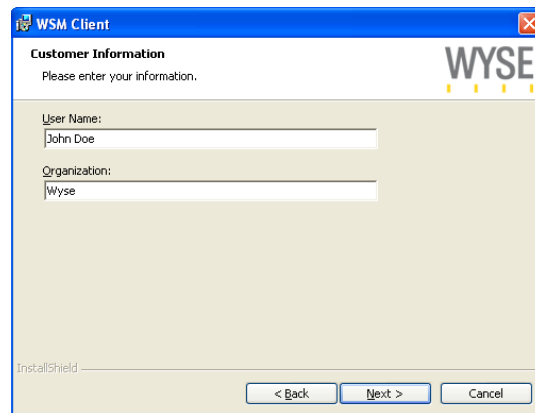 WSM Client
Customer Information
Please enter your information.
WYSE
User Name:
John Doe
Organization:
Wyse
InstallShield
< Back
Next >
Cancel